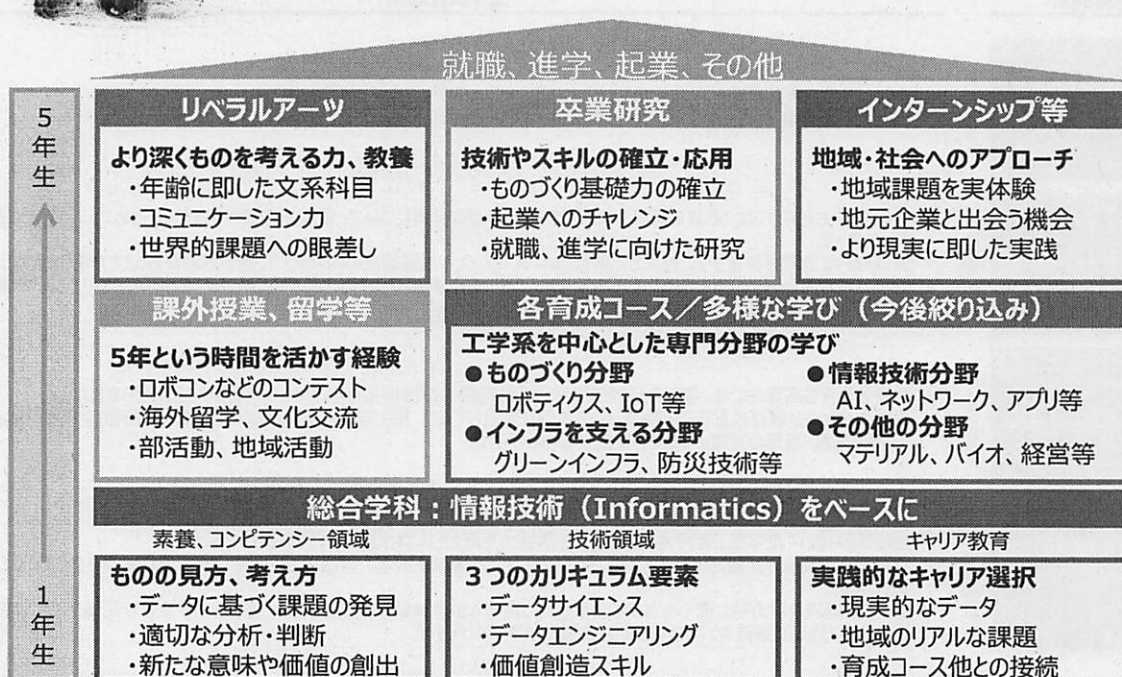 就職、進学、起業、その他
5年生
リベラルアーツ
より深くものを考える力、教養
・年齢に即した文系科目
・コミュニケーション力
・世界的課題への眼差し
卒業研究
技術やスキルの確立・応用
・ものづくり基礎力の確立
・起業へのチャレンジ
・就職、進学に向けた研究
インターンシップ等
地域・社会へのアプローチ
・地域課題を実体験
・地元企業と出会う機会
・より現実に即した実践
課外授業、留学等
5年という時間を活かす経験
・ロボコンなどのコンテスト
・海外留学、文化交流
・部活動、地域活動
各育成コース／多様な学び（今後絞り込み）
工学系を中心とした専門分野の学び
●ものづくり分野
ロボティクス、IoT等
●インフラを支える分野
グリーンインフラ、防災技術等
●情報技術分野
AI、ネットワーク、アプリ等
●その他の分野
マテリアル、バイオ、経営等
総合学科：情報技術（Informatics）をベースに
1年生
素養、コンピテンシー領域
ものの見方、考え方
・データに基づく課題の発見
・適切な分析・判断
・新たな意味や価値の創出
技術領域
３つのカリキュラム要素
・データサイエンス
・データエンジニアリング
・価値創造スキル
キャリア教育
実践的なキャリア選択
・現実的なデータ
・地域のリアルな課題
・育成コース他との接続